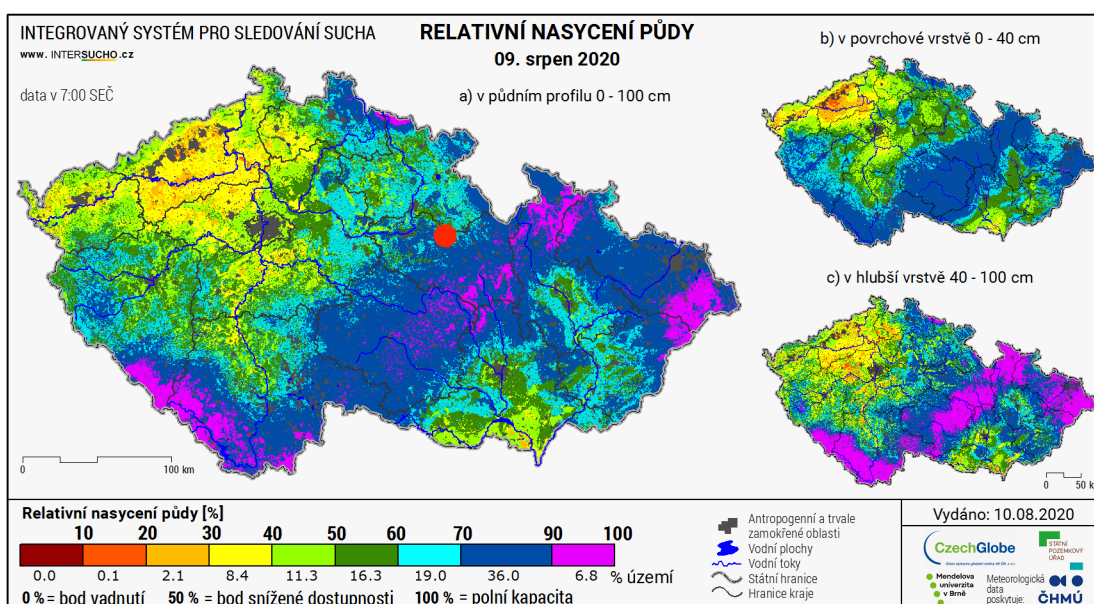 INTEGROVANÝ SYSTÉM PRO SLEDOVÁNÍ SUCHA
www. INTERSUCHO.cz
data v 7:00 SEČ
RELATIVNÍ NASYCENÍ PŮDY
09. srpen 2020
a) v půdním profilu 0 - 100 cm
b) v povrchové vrstvě 0 - 40 cm
c) v hlubší vrstvě 40 - 100 cm
0 100 km
0 50 k
Relativní nasycení půdy [%]
10 20 30 40 50 60 70 90 100
0.0 0.1 2.1 8.4 11.3 16.3 19.0 36.0 6.8 % území
0 % = bod vadnutí 50 % = bod snížené dostupnosti 100 % = polní kapacita
Antropogenní a trvale
zamokřené oblasti
Vodní plochy
Vodní toky
Státní hranice
Hranice kraje
Vydáno: 10.08.2020
CzechGlobe
STÁTNÍ
POZEMKOVÝ
ÚŘAD
Mendelova
univerzita
v Brně
Meteorologická
data
poskytuje:
ČHMÚ